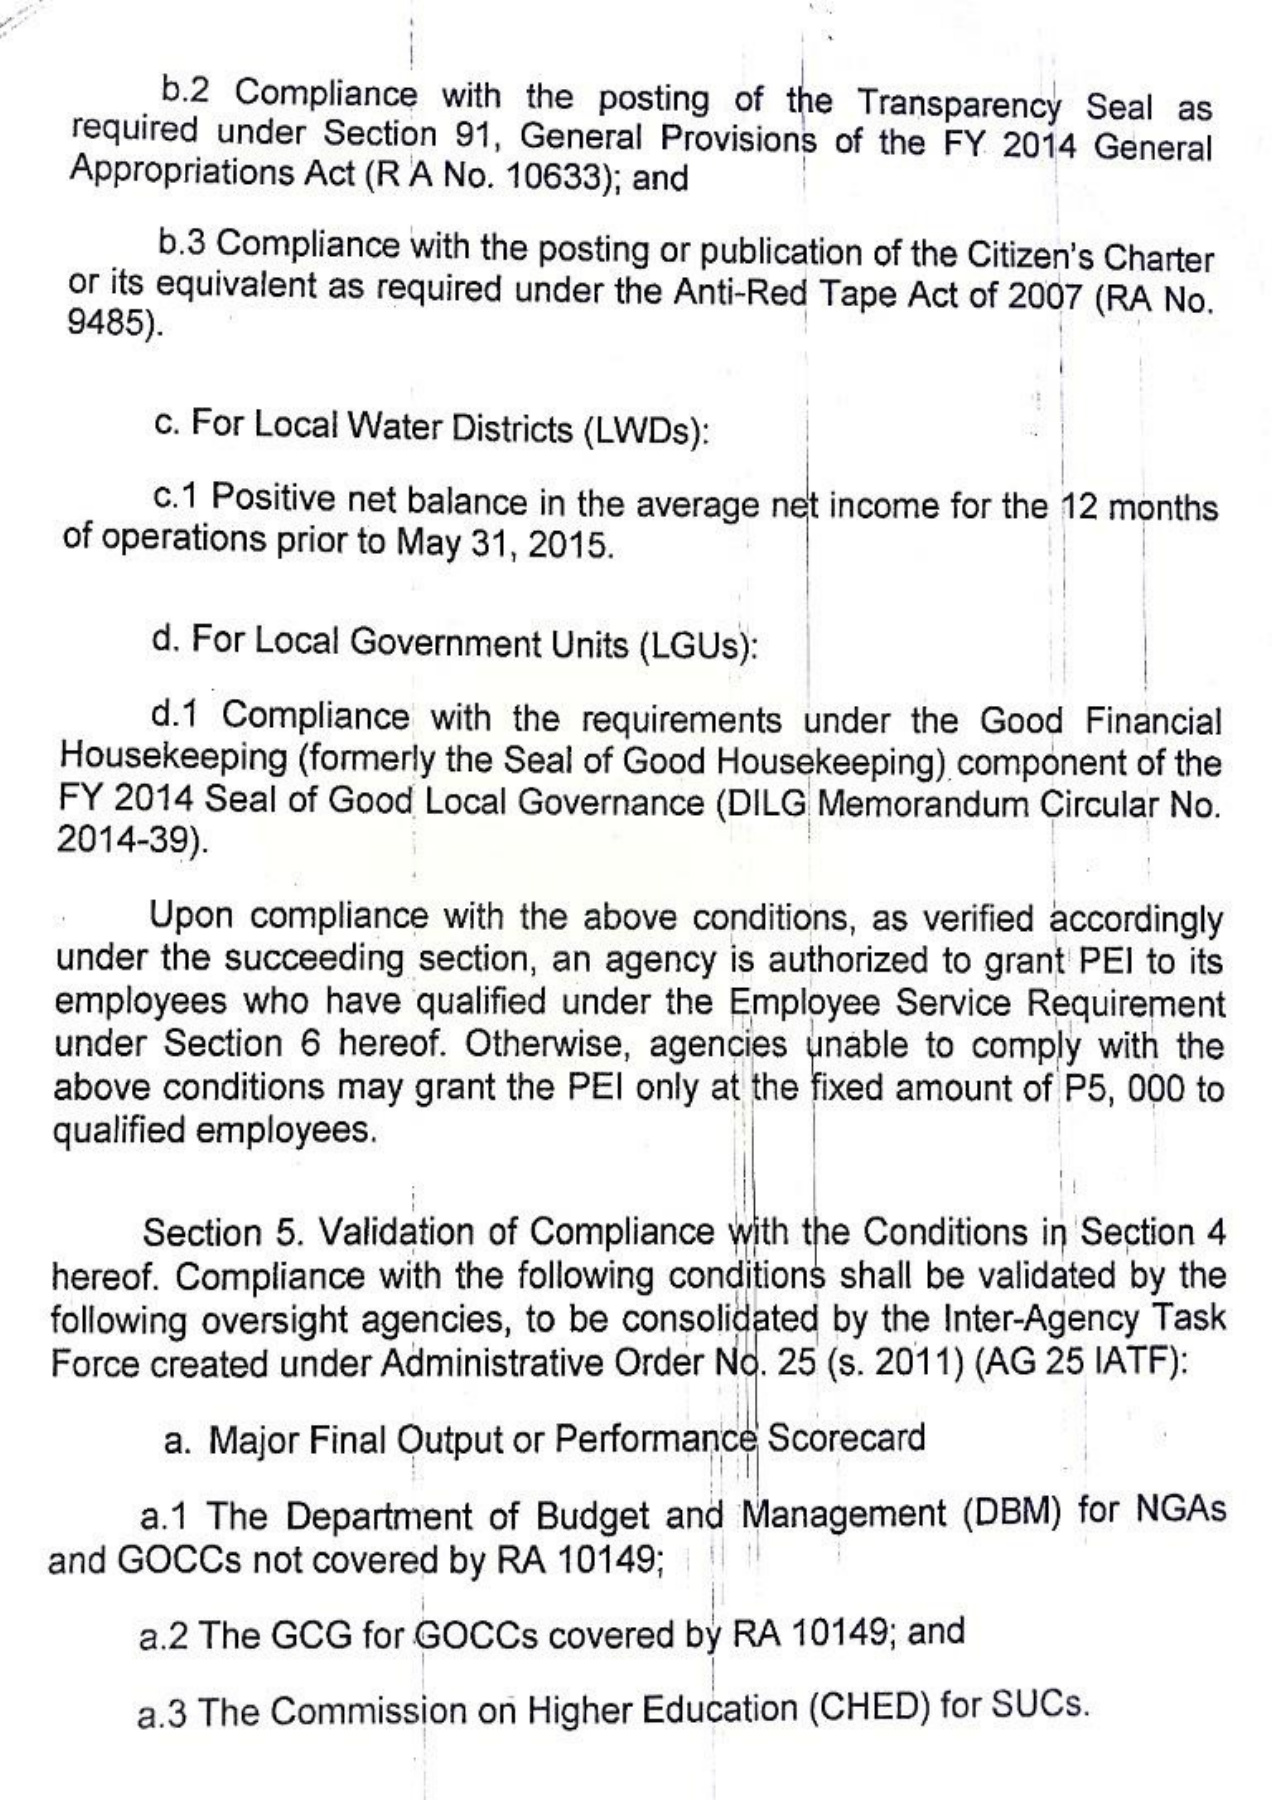 b.2 Compliance with the posting of the Transparency Seal as
required under Section 91, General Provisions of the FY 2014 General
Appropriations Act (R A No. 10633); and
b.3 Compliance with the posting or publication of the Citizen's Charter
or its equivalent as required under the Anti-Red Tape Act of 2007 (RA No.
9485).
c. For Local Water Districts (LWDs):
c.1 Positive net balance in the average net income for the 12 months
of operations prior to May 31, 2015.
d. For Local Government Units (LGUs):
d.1 Compliance with the requirements under the Good Financial
Housekeeping (formerly the Seal of Good Housekeeping) component of the
FY 2014 Seal of Good Local Governance (DILG Memorandum Circular No.
2014-39).
Upon compliance with the above conditions, as verified accordingly
under the succeeding section, an agency is authorized to grant PEI to its
employees who have qualified under the Employee Service Requirement
under Section 6 hereof. Otherwise, agencies unable to comply with the
above conditions may grant the PEI only at the fixed amount of P5, 000 to
qualified employees.
Section 5. Validation of Compliance with the Conditions in Section 4
hereof. Compliance with the following conditions shall be validated by the
following oversight agencies, to be consolidated by the Inter-Agency Task
Force created under Administrative Order No. 25 (s. 2011) (AG 25 IATF):
a. Major Final Output or Performance Scorecard
a.1 The Department of Budget and Management (DBM) for NGAs
and GOCCs not covered by RA 10149;
a.2 The GCG for GOCCs covered by RA 10149; and
a.3 The Commission on Higher Education (CHED) for SUCs.